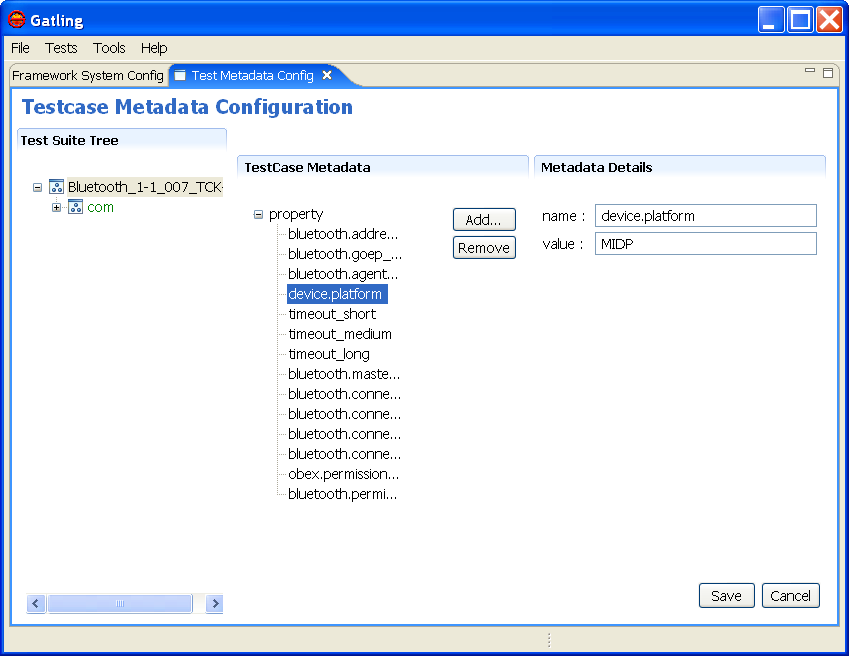 Gatling
File Tests Tools Help
Framework System Config Test Metadata Config
Testcase Metadata Configuration
Test Suite Tree
Bluetooth_1-1_007_TCK-
com
TestCase Metadata
property
bluetooth.addre...
bluetooth.goep_...
bluetooth.agent...
device.platform
timeout_short
timeout_medium
timeout_long
bluetooth.maste...
bluetooth.conne...
bluetooth.conne...
bluetooth.conne...
bluetooth.conne...
obex.permission...
bluetooth.permi...
Add...
Remove
Metadata Details
name : device.platform
value : MIDP
Save Cancel